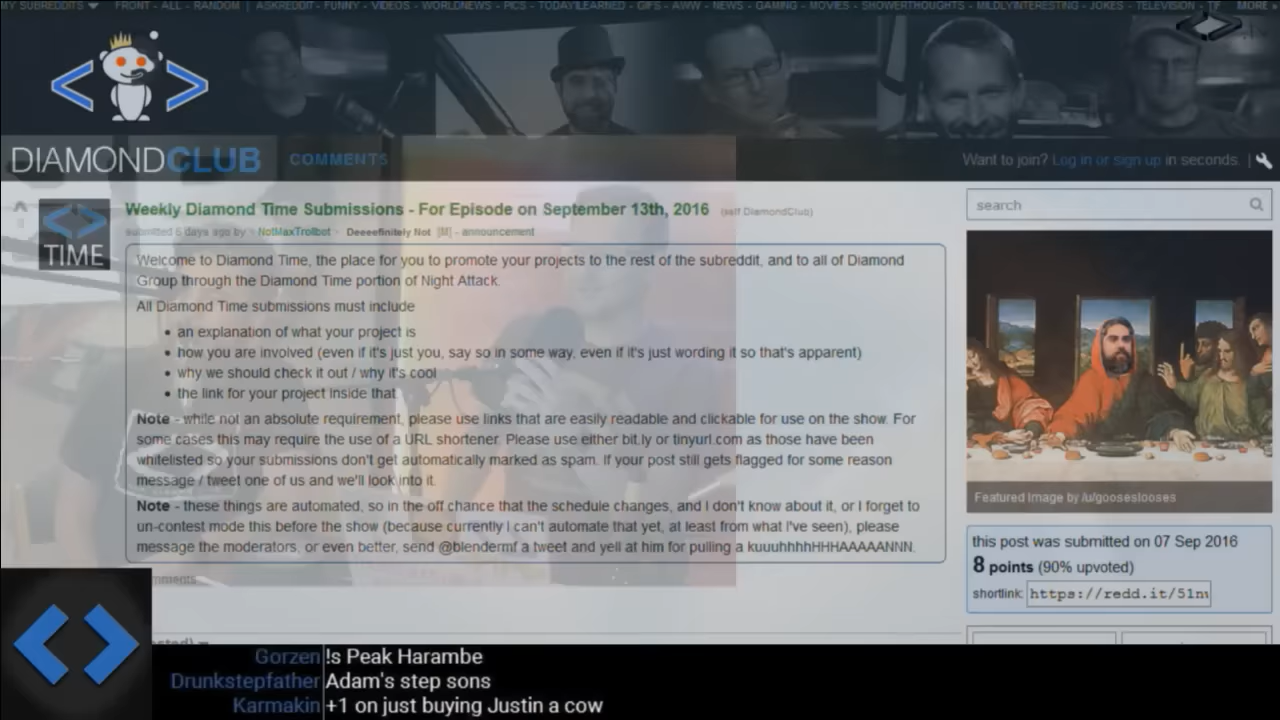 MY SUBREDDITS FRONT - ALL - RANDOM | ASKREDDIT - FUNNY - VIDEOS - WORLDNEWS - PICS - TODAYILEARNED - GIFS - AWW - NEWS - GAMING - MOVIES - SHOWERTHOUGHTS - MILDLYINTERESTING - JOKES - TELEVISION - MORE »
DIAMONDCLUB COMMENTS
Want to join? Log in or sign up in seconds. |
Weekly Diamond Time Submissions - For Episode on September 13th, 2016 (self.DiamondClub)
submitted 5 days ago by NotMaxTrollbot - Deeeefinitely Not [M] - announcement
TIME
Welcome to Diamond Time, the place for you to promote your projects to the rest of the subreddit, and to all of Diamond
Group through the Diamond Time portion of Night Attack.
All Diamond Time submissions must include
• an explanation of what your project is
• how you are involved (even if it's just you, say so in some way, even if it's just wording it so that's apparent)
• why we should check it out / why it's cool
• the link for your project inside that
Note - while not an absolute requirement, please use links that are easily readable and clickable for use on the show. For
some cases this may require the use of a URL shortener. Please use either bit.ly or tinyurl.com as those have been
whitelisted so your submissions don't get automatically marked as spam. If your post still gets flagged for some reason
message / tweet one of us and we'll look into it.
Note - these things are automated, so in the off chance that the schedule changes, and I don't know about it, or I forget to
un-contest mode this before the show (because currently I can't automate that yet, at least from what I've seen), please
message the moderators, or even better, send @blendermf a tweet and yell at him for pulling a kuuuhhhhHHHAAAAANNN.
search
Featured Image by /u/gooseslooses
this post was submitted on 07 Sep 2016
8 points (90% upvoted)
shortlink: https://redd.it/51n
Gorzen !s Peak Harambe
Drunkstepfather Adam's step sons
Karmakin +1 on just buying Justin a cow